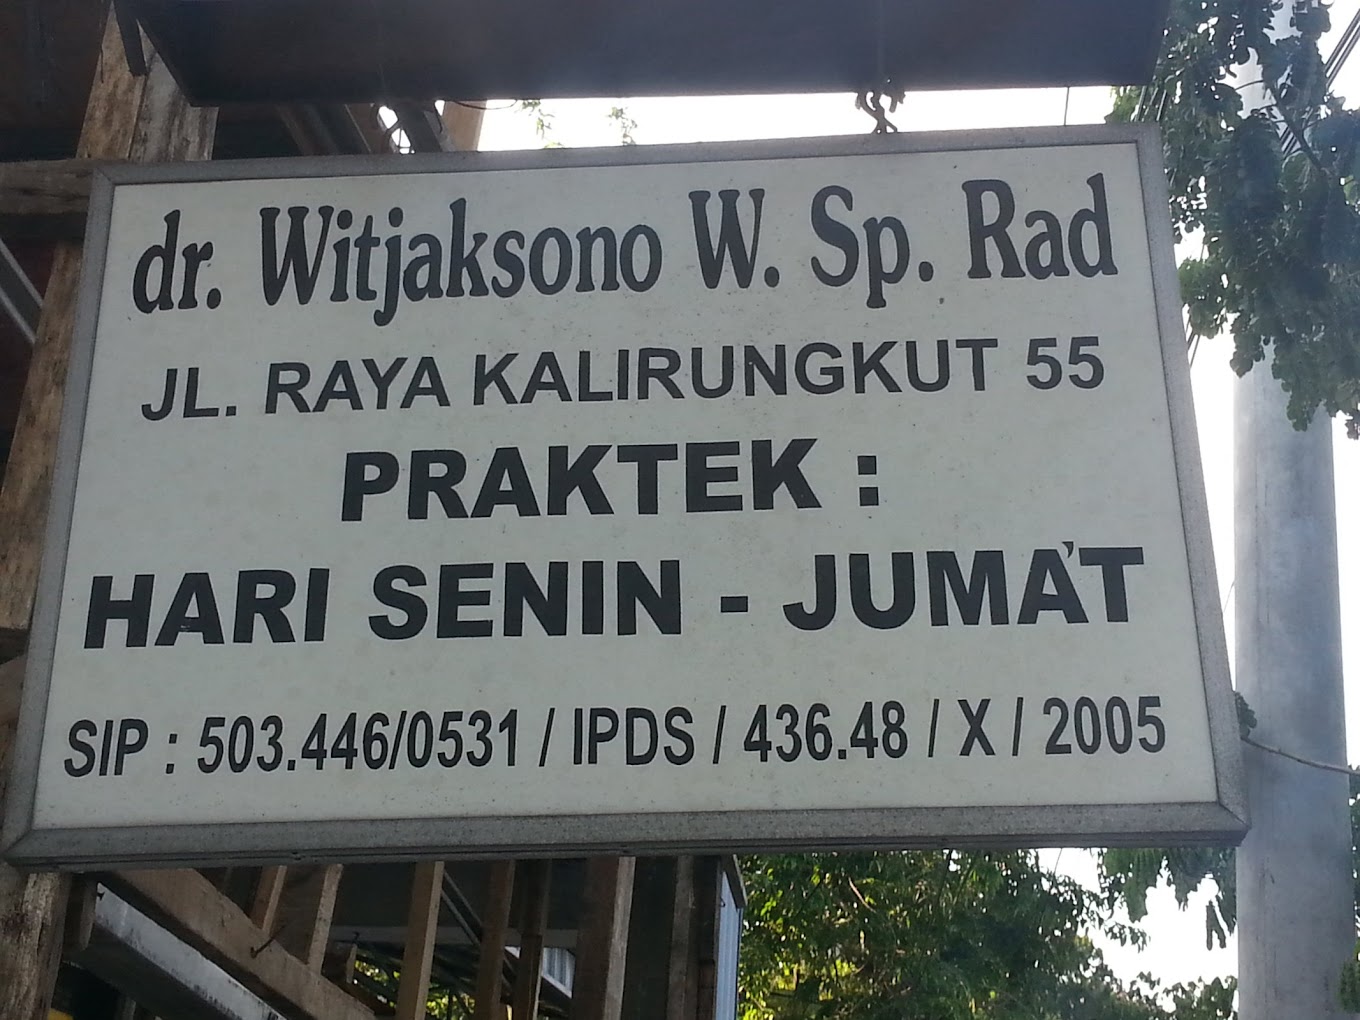 dr. Witjaksono W. Sp. Rad
JL. RAYA KALIRUNGKUT 55
PRAKTEK :
HARI SENIN - JUMA'T
SIP : 503.446/0531 / IPDS / 436.48 / X / 2005